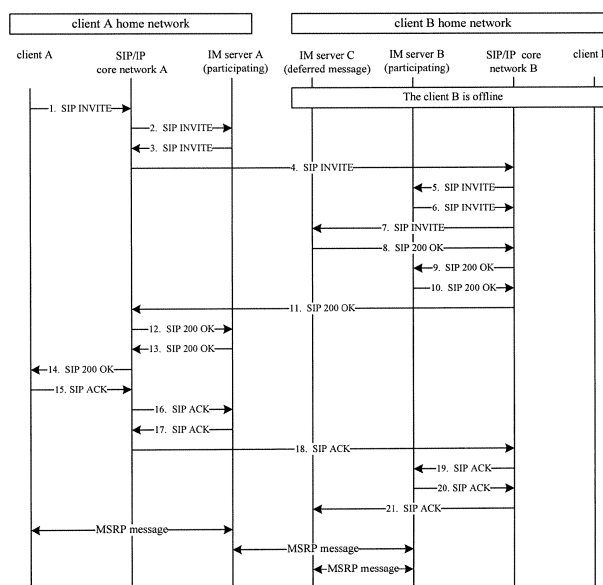 client A home network
client B home network
client A
SIP/IP
core network A
IM server A
(participating)
IM server C
(deferred message)
IM server B
(participating)
SIP/IP core
network B
client
The client B is offline
1. SIP INVITE
2. SIP INVITE
3. SIP INVITE
4. SIP INVITE
5. SIP INVITE
6. SIP INVITE
7. SIP INVITE
8. SIP 200 OK
9. SIP 200 OK
10. SIP 200 OK
11. SIP 200 OK
12. SIP 200 OK
13. SIP 200 OK
14. SIP 200 OK
15. SIP ACK
16. SIP ACK
17. SIP ACK
18. SIP ACK
19. SIP ACK
20. SIP ACK
21. SIP ACK
MSRP message
MSRP message
MSRP message